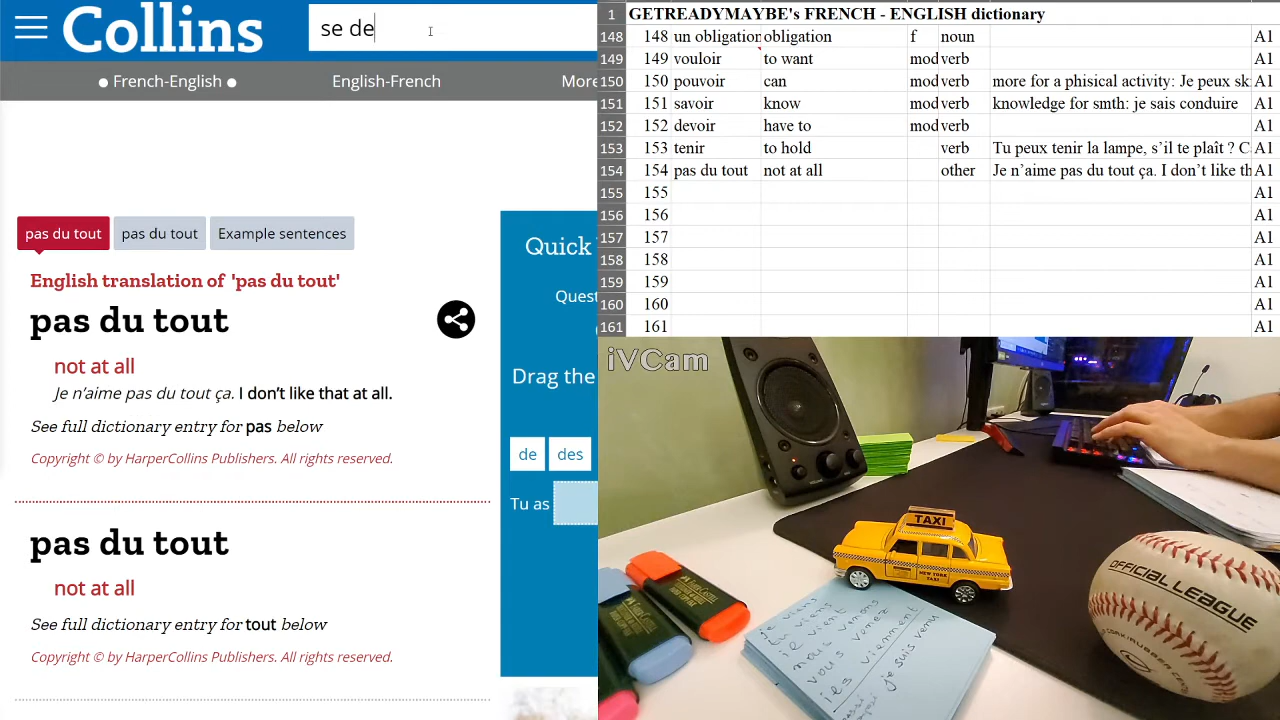 Collins
se de
French-English
English-French
More
pas du tout
pas du tout
Example sentences
English translation of 'pas du tout'
pas du tout
not at all
Je n'aime pas du tout ça. I don't like that at all.
See full dictionary entry for pas below
Copyright © by HarperCollins Publishers. All rights reserved.
pas du tout
not at all
See full dictionary entry for tout below
Copyright © by HarperCollins Publishers. All rights reserved.
Quick
Quest
Drag the
de des
Tu as
1 GETREADYMAYBE's FRENCH - ENGLISH dictionary
148 148 un obligation obligation f noun A1
149 149 vouloir to want mod verb A1
150 150 pouvoir can mod verb more for a phisical activity: Je peux sk A1
151 151 savoir know mod verb knowledge for smth: je sais conduire A1
152 152 devoir have to mod verb A1
153 153 tenir to hold verb Tu peux tenir la lampe, s'il te plaît ? C A1
154 154 pas du tout not at all other Je n'aime pas du tout ça. I don't like th A1
155 155 A1
156 156 A1
157 157 A1
158 158 A1
159 159 A1
160 160 A1
161 161 A1
iVCam
TAXI
NEW YORK
TAXI
OFFICIAL LEAGUE
je viens
tu viens
il vient
nous venons
vous venez
ils viennent
je suis venu